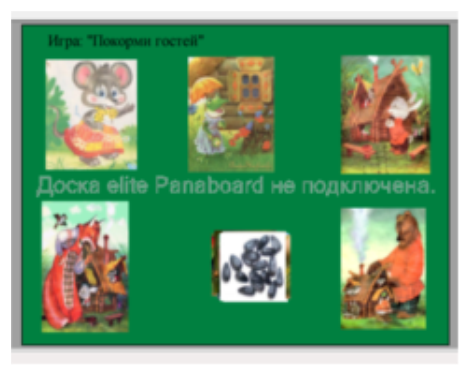 Игра: "Покорми гостей"
Доска elite Panaboard не подключена.